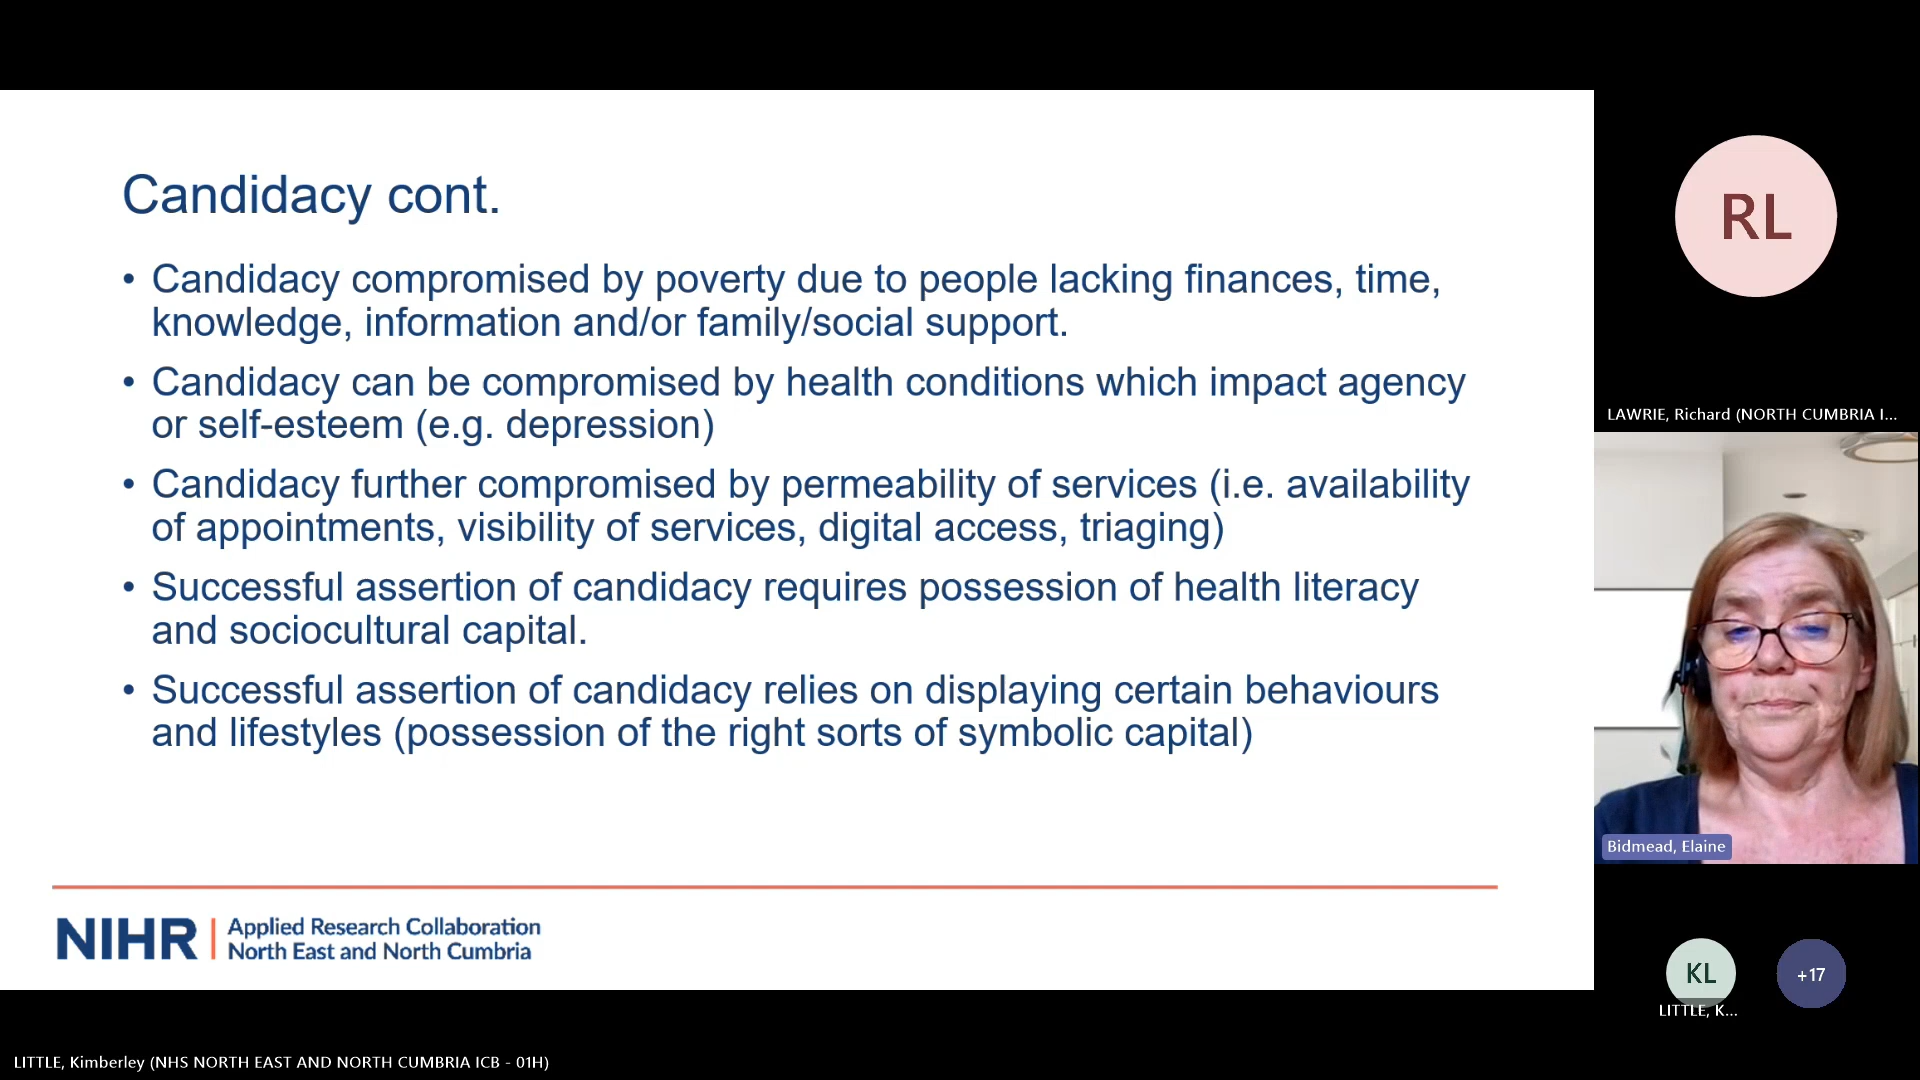 Candidacy cont.
• Candidacy compromised by poverty due to people lacking finances, time,
knowledge, information and/or family/social support.
• Candidacy can be compromised by health conditions which impact agency
or self-esteem (e.g. depression)
• Candidacy further compromised by permeability of services (i.e. availability
of appointments, visibility of services, digital access, triaging)
• Successful assertion of candidacy requires possession of health literacy
and sociocultural capital.
• Successful assertion of candidacy relies on displaying certain behaviours
and lifestyles (possession of the right sorts of symbolic capital)
NIHR | Applied Research Collaboration
North East and North Cumbria
RL
LAWRIE, Richard (NORTH CUMBRIA I...
Bidmead, Elaine
KL
+17
LITTLE, K...
LITTLE, Kimberley (NHS NORTH EAST AND NORTH CUMBRIA ICB - 01H)